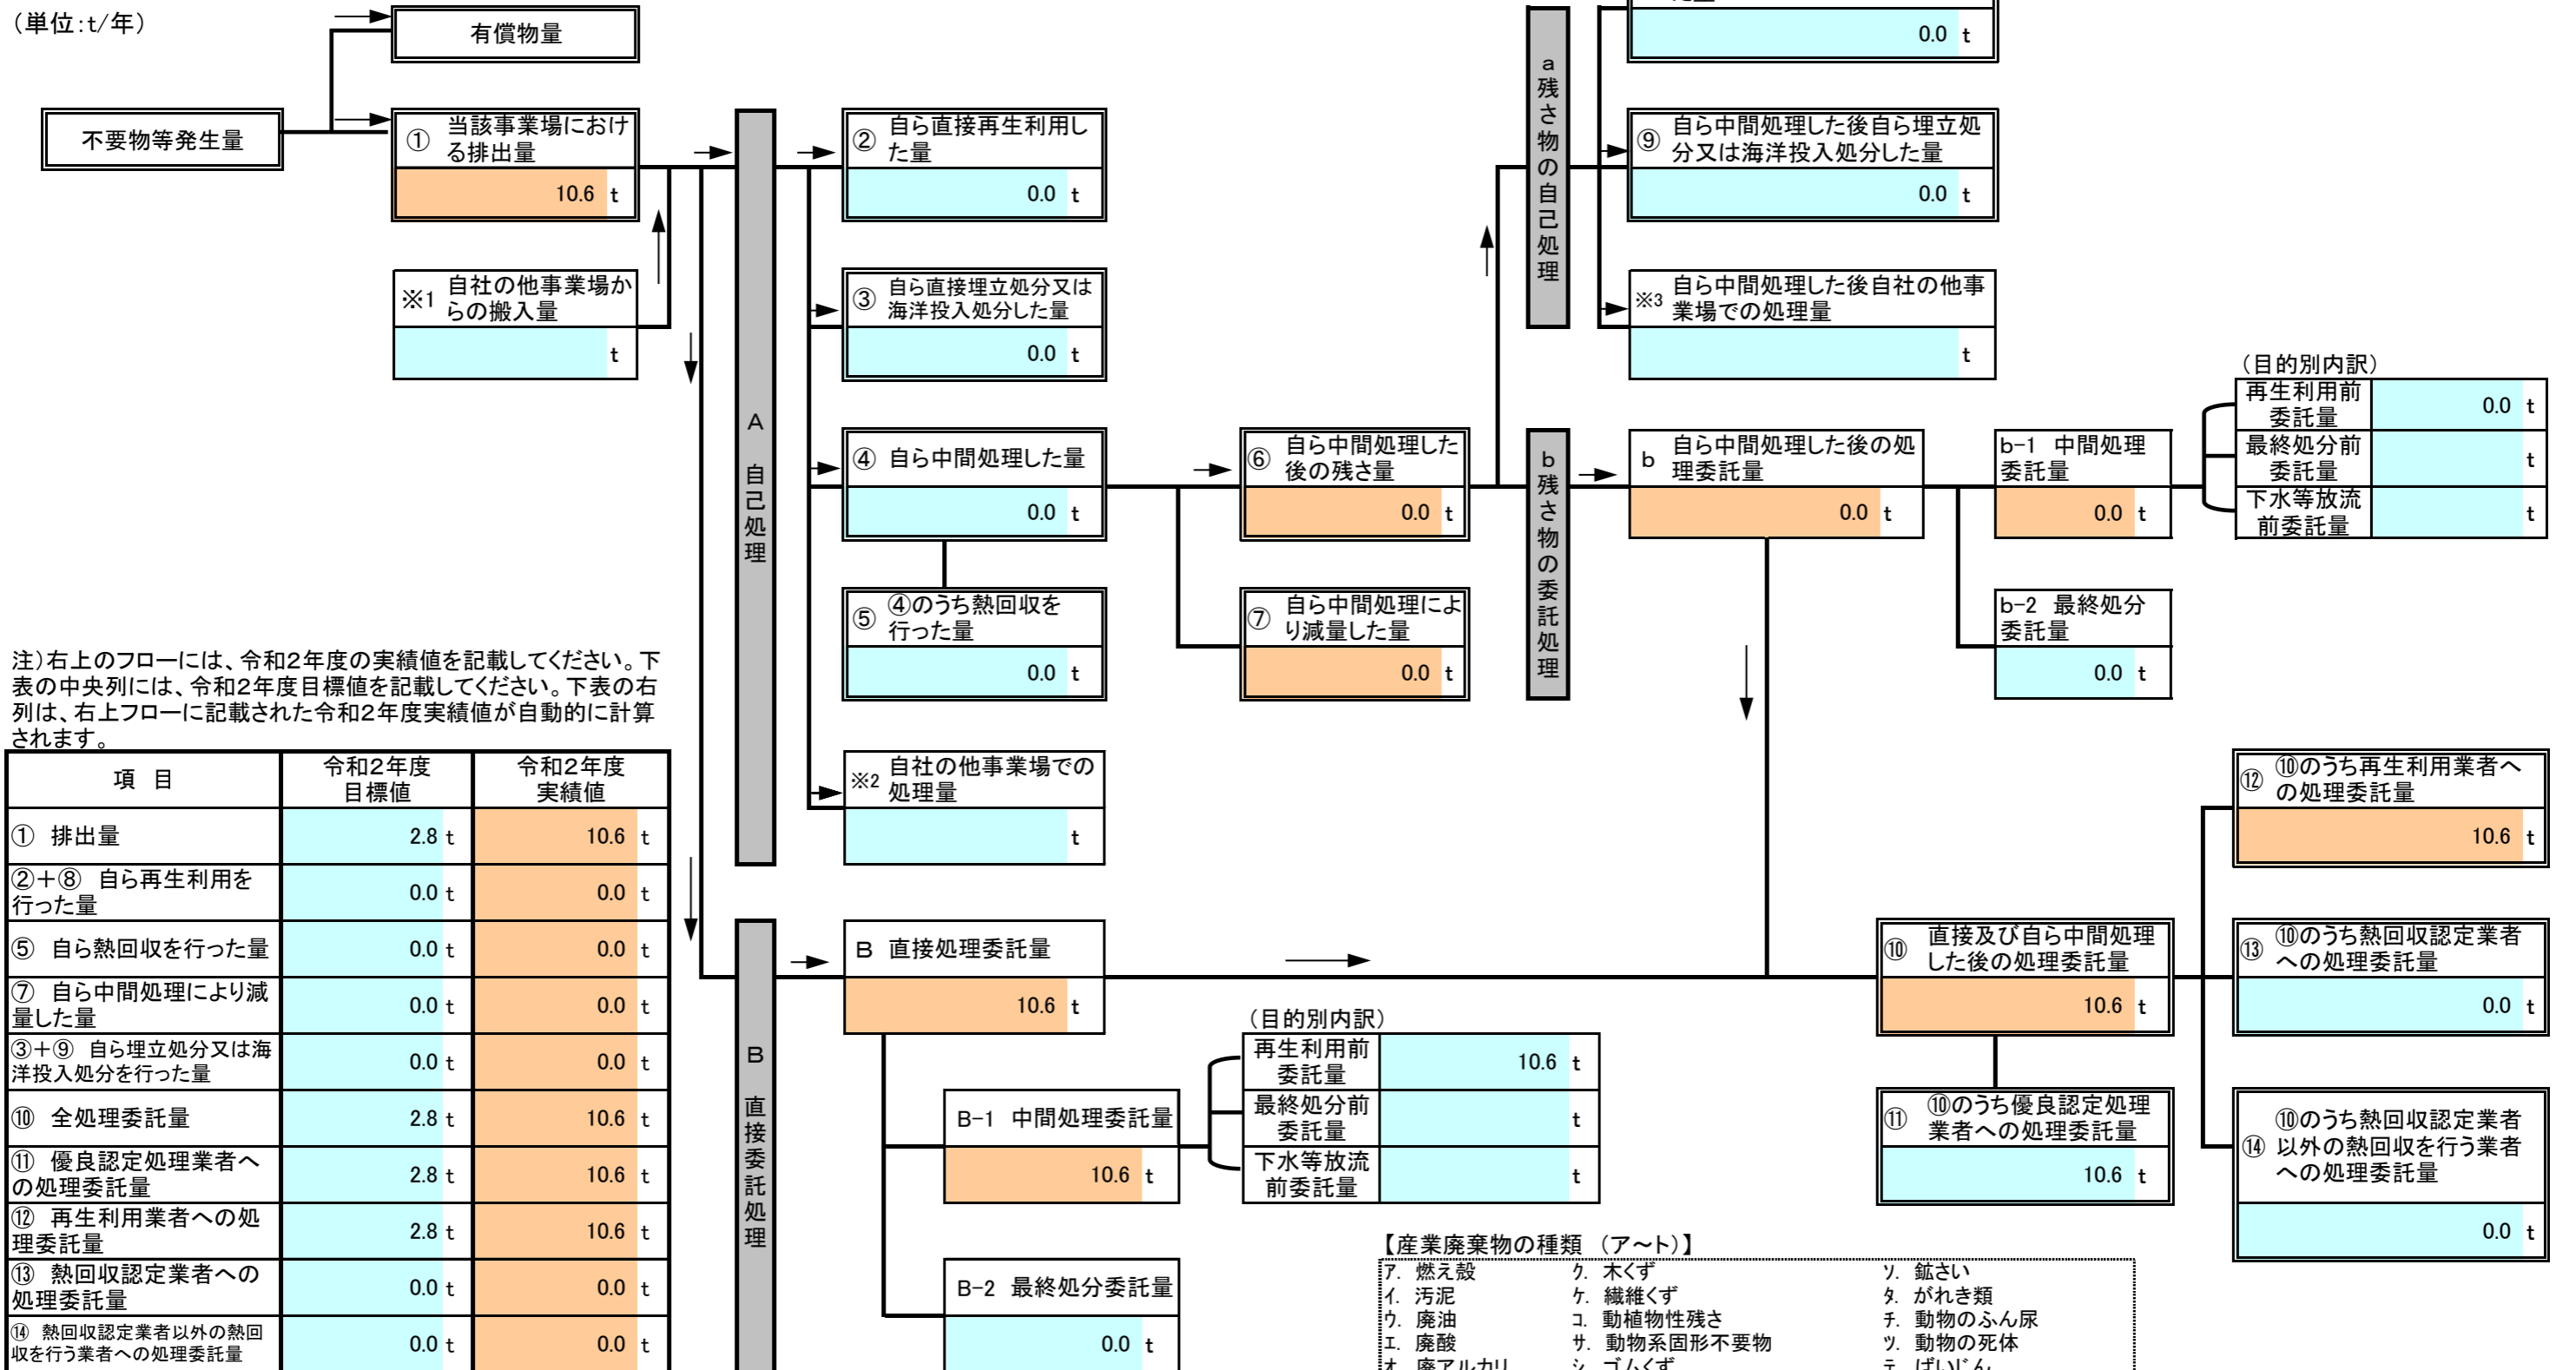 （単位：t/年）
有償物量
不要物等発生量
① 当該事業場におけ
る排出量
10.6 t
※1 自社の他事業場か
らの搬入量
t
A 自己処理
② 自ら直接再生利用し
た量
0.0 t
③ 自ら直接埋立処分又は
海洋投入処分した量
0.0 t
④ 自ら中間処理した量
0.0 t
⑤ ④のうち熱回収を
行った量
0.0 t
※2 自社の他事業場での
処理量
t
⑥ 自ら中間処理した
後の残さ量
0.0 t
⑦ 自ら中間処理によ
り減量した量
0.0 t
a 残さ物の自己処理
0.0 t
⑨ 自ら中間処理した後自ら埋立処
分又は海洋投入処分した量
0.0 t
※3 自ら中間処理した後自社の他事
業場での処理量
t
b 残さ物の委託処理
b 自ら中間処理した後の処
理委託量
0.0 t
b-1 中間処理
委託量
0.0 t
b-2 最終処分
委託量
0.0 t
（目的別内訳）
再生利用前
委託量
0.0 t
最終処分前
委託量
t
下水等放流
前委託量
t
注）右上のフローには、令和２年度の実績値を記載してください。下
表の中央列には、令和２年度目標値を記載してください。下表の右
列は、右上フローに記載された令和２年度実績値が自動的に計算
されます。
項 目
令和２年度
目標値
令和２年度
実績値
① 排出量 2.8 t 10.6 t
②＋⑧ 自ら再生利用を
行った量 0.0 t 0.0 t
⑤ 自ら熱回収を行った量 0.0 t 0.0 t
⑦ 自ら中間処理により減
量した量 0.0 t 0.0 t
③＋⑨ 自ら埋立処分又は海
洋投入処分を行った量 0.0 t 0.0 t
⑩ 全処理委託量 2.8 t 10.6 t
⑪ 優良認定処理業者へ
の処理委託量 2.8 t 10.6 t
⑫ 再生利用業者への処
理委託量 2.8 t 10.6 t
⑬ 熱回収認定業者への
処理委託量 0.0 t 0.0 t
⑭ 熱回収認定業者以外の熱回
収を行う業者への処理委託量 0.0 t 0.0 t
B 直接委託処理
B 直接処理委託量
10.6 t
B-1 中間処理委託量
10.6 t
B-2 最終処分委託量
0.0 t
（目的別内訳）
再生利用前
委託量
10.6 t
最終処分前
委託量
t
下水等放流
前委託量
t
⑩ 直接及び自ら中間処理
した後の処理委託量
10.6 t
⑪ ⑩のうち優良認定処理
業者への処理委託量
10.6 t
⑫ ⑩のうち再生利用業者へ
の処理委託量
10.6 t
⑬ ⑩のうち熱回収認定業者
への処理委託量
0.0 t
⑭ ⑩のうち熱回収認定業者
以外の熱回収を行う業者
への処理委託量
0.0 t
【産業廃棄物の種類 （ア～ト）】
ｱ. 燃え殻 ｸ. 木くず ｿ. 鉱さい
ｲ. 汚泥 ｹ. 繊維くず ﾀ. がれき類
ｳ. 廃油 ｺ. 動植物性残さ ﾁ. 動物のふん尿
ｴ. 廃酸 ｻ. 動物系固形不要物 ﾂ. 動物の死体
ｵ. 廃アルカリ ｼ. ゴムくず ﾃ. ばいじん